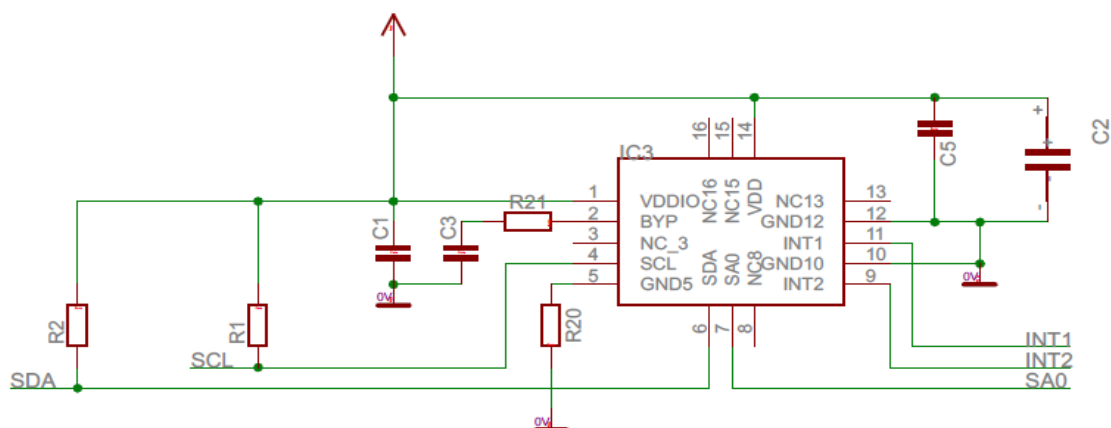 16
15
14
+
C2
C5
+
-
-
IC3
NC16
NC15
VDD
1
VDDIO
NC13
13
R21
2
BYP
GND12
12
C1
C3
3
NC_3
INT1
11
4
SCL
GND10
10
5
GND5
SDA
SA0
NC8
INT2
9
0V
0V
R2
R1
R20
6
7
8
INT1
SCL
INT2
SDA
SA0
0V